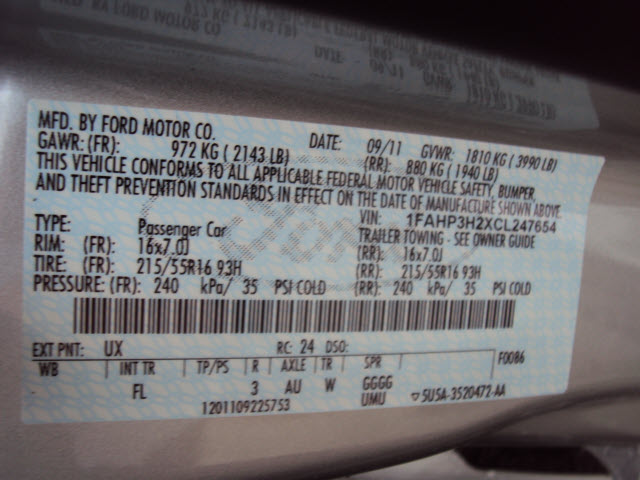 MFD. BY FORD MOTOR CO.
DATE: 09/11 GVWR: 1810 KG ( 3990 LB)
GAWR: (FR): 972 KG ( 2143 LB) (RR): 880 KG ( 1940 LB)
THIS VEHICLE CONFORMS TO ALL APPLICABLE FEDERAL MOTOR VEHICLE SAFETY, BUMPER,
AND THEFT PREVENTION STANDARDS IN EFFECT ON THE DATE OF MANUFACTURE SHOWN ABOVE.
VIN: 1FAHP3H2XCL247654
TYPE: Passenger Car TRAILER TOWING - SEE OWNER GUIDE
RIM: (FR): 16x7.0J (RR): 16x7.0J
TIRE: (FR): 215/55R16 93H (RR): 215/55R16 93H
PRESSURE: (FR): 240 kPa/ 35 PSI COLD (RR): 240 kPa/ 35 PSI COLD
EXT PNT: UX RC: 24 DSO: F0086
WB INT TR TP/PS R AXLE TR SPR
FL 3 AU W GGGG
UMU
1201109225753
5U5A-3520472-AA